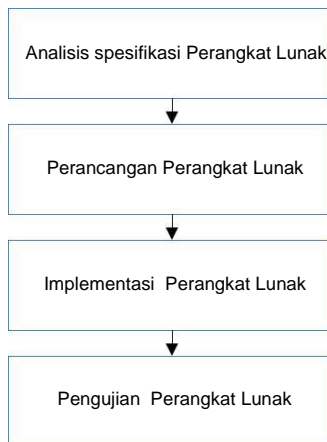 Analisis spesifikasi Perangkat Lunak
Perancangan Perangkat Lunak
Implementasi Perangkat Lunak
Pengujian Perangkat Lunak